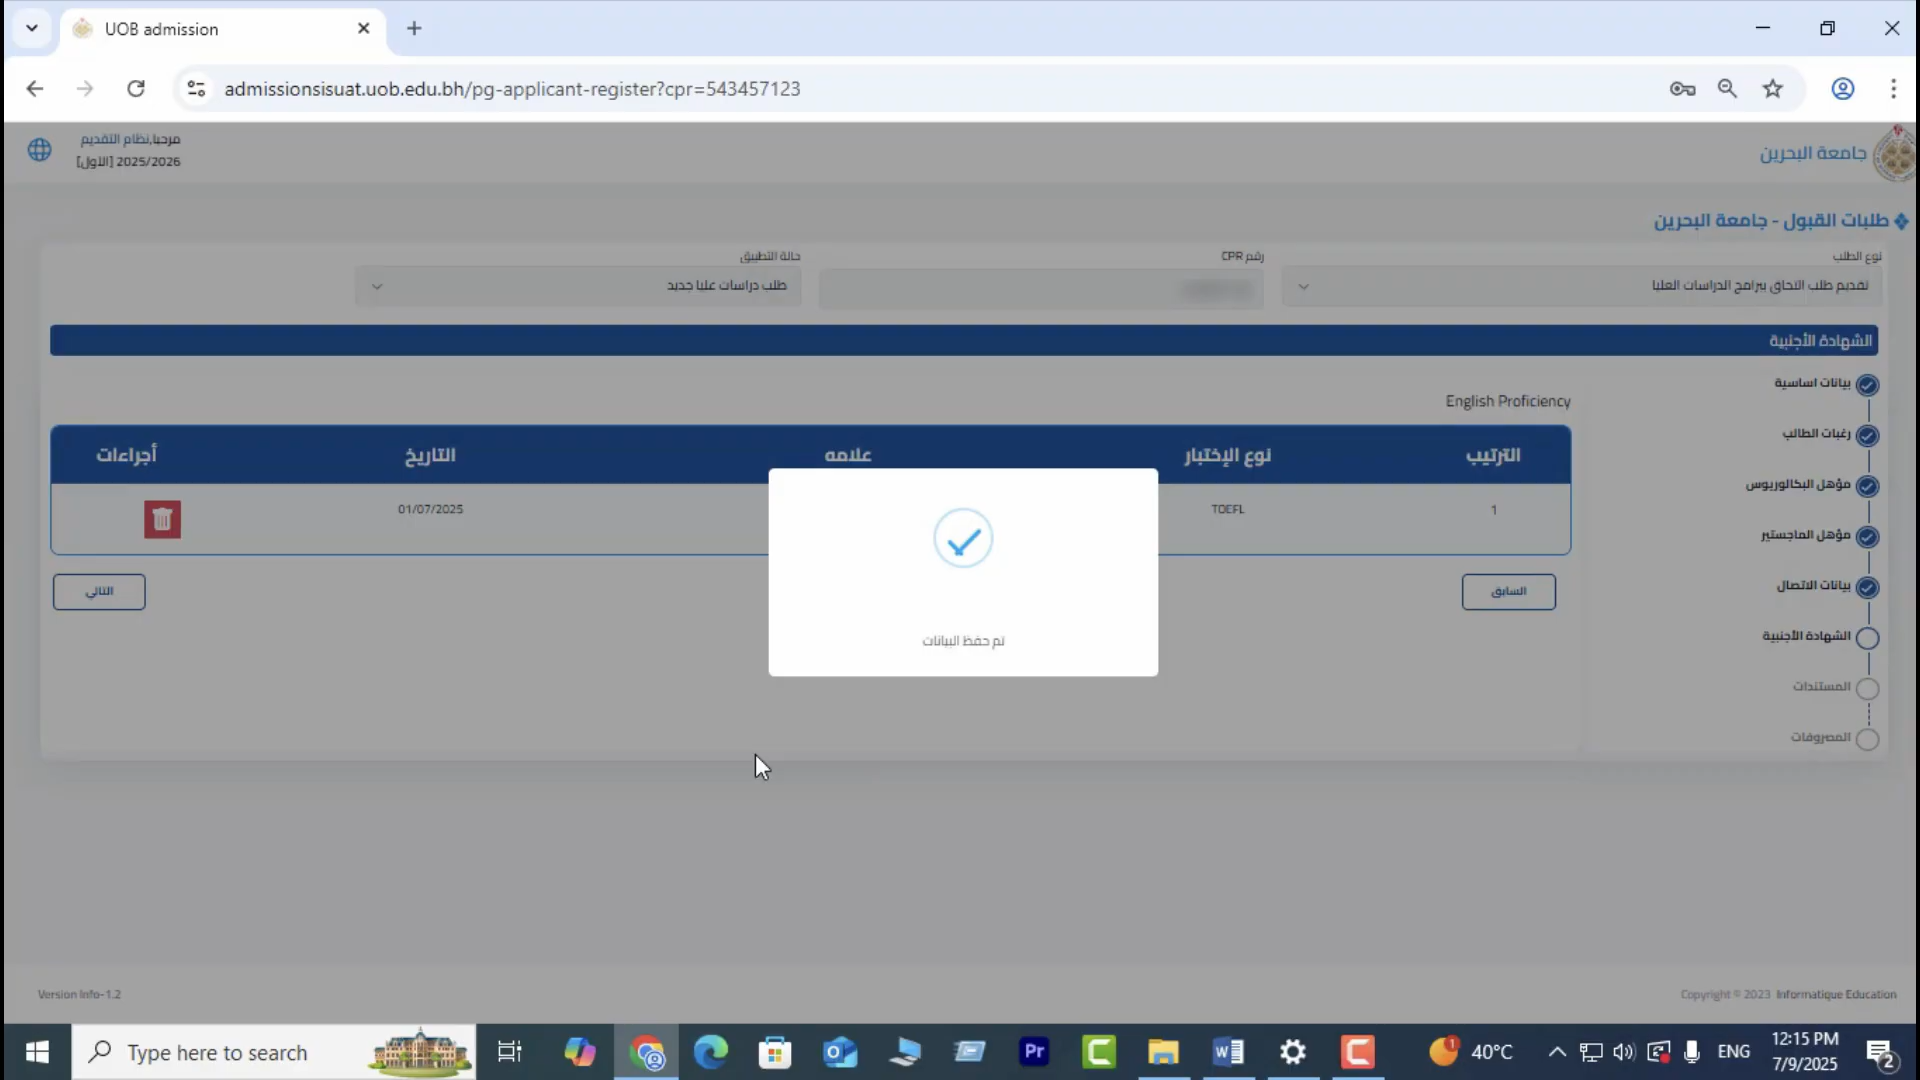 UOB admission
admissionsisuat.uob.edu.bh/pg-applicant-register?cpr=543457123
جامعة البحرين
مرحبا,نظام التقديم
2025/2026 [الأول]
طلبات القبول - جامعة البحرين
نوع الطلب
رقم CPR
حالة التطبيق
تقديم طلب التحاق ببرامج الدراسات العليا
طلب دراسات عليا جديد
الشهادة الأجنبية
بيانات اساسية
رغبات الطالب
مؤهل البكالوريوس
مؤهل الماجستير
بيانات الاتصال
الشهادة الأجنبية
المستندات
المصروفات
English Proficiency
الترتيب
نوع الإختبار
علامه
التاريخ
أجراءات
1
TOEFL
01/07/2025
السابق
التالي
تم حفظ البيانات
Version Info-1.2
Copyright © 2023 Informatique Education
Type here to search
Pr
1
40°C
ENG
12:15 PM
7/9/2025
2